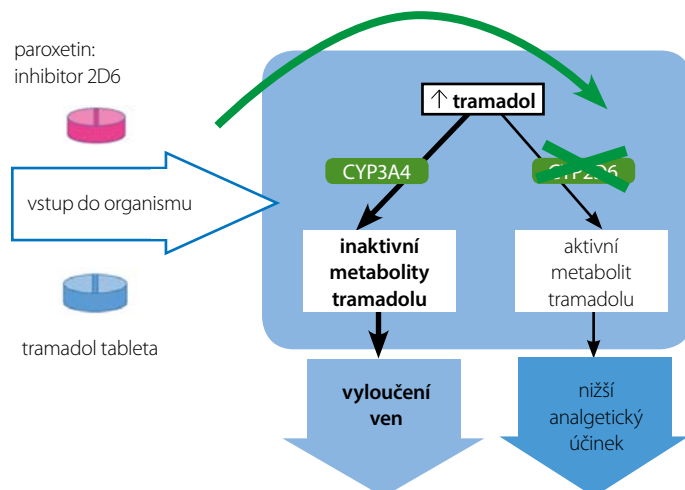 paroxetin:
inhibitor 2D6
↑ tramadol
CYP3A4
CYP2D6
vstup do organismu
inaktivní
metabolity
tramadolu
aktivní
metabolit
tramadolu
tramadol tableta
vyloučení
ven
nižší
analgetický
účinek